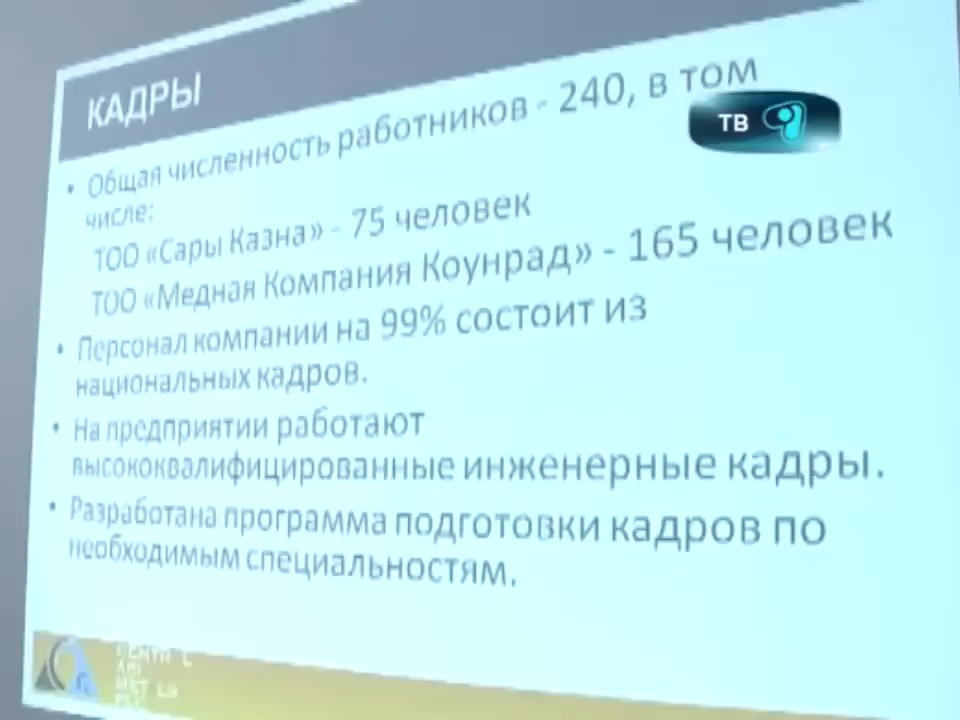 КАДРЫ
• Общая численность работников - 240, в том
числе:
ТОО «Сары Казна» - 75 человек
ТОО «Медная Компания Коунрад» - 165 человек
• Персонал компании на 99% состоит из
национальных кадров.
• На предприятии работают
высококвалифицированные инженерные кадры.
• Разработана программа подготовки кадров по
необходимым специальностям.
ТВ